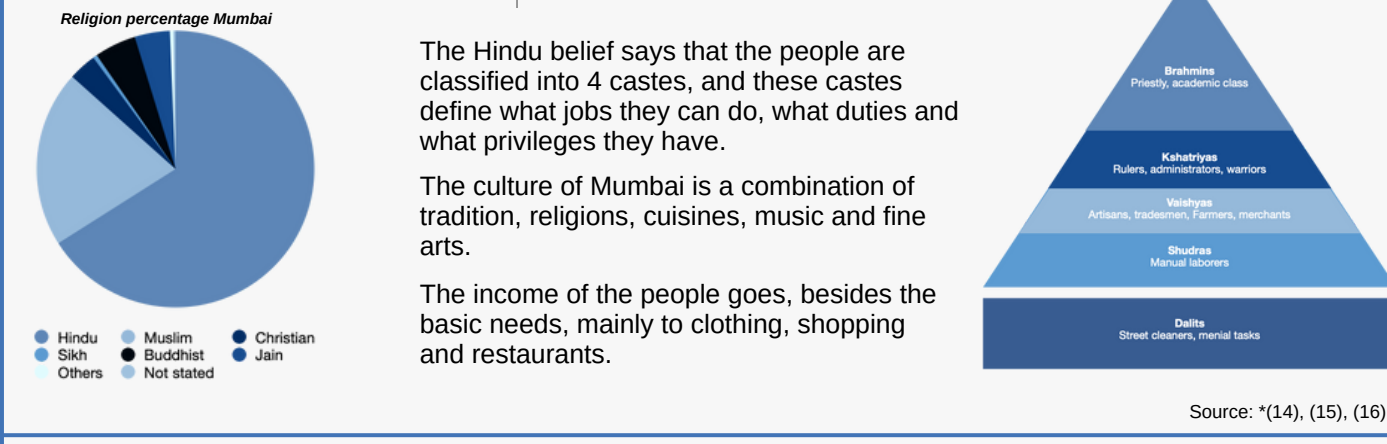 Religion percentage Mumbai
Hindu Muslim Christian
Sikh Buddhist Jain
Others Not stated
The Hindu belief says that the people are
classified into 4 castes, and these castes
define what jobs they can do, what duties and
what privileges they have.
The culture of Mumbai is a combination of
tradition, religions, cuisines, music and fine
arts.
The income of the people goes, besides the
basic needs, mainly to clothing, shopping
and restaurants.
Brahmins
Priestly, academic class
Kshatriyas
Rulers, administrators, warriors
Vaishyas
Artisans, tradesmen, Farmers, merchants
Shudras
Manual laborers
Dalits
Street cleaners, menial tasks
Source: *(14), (15), (16)